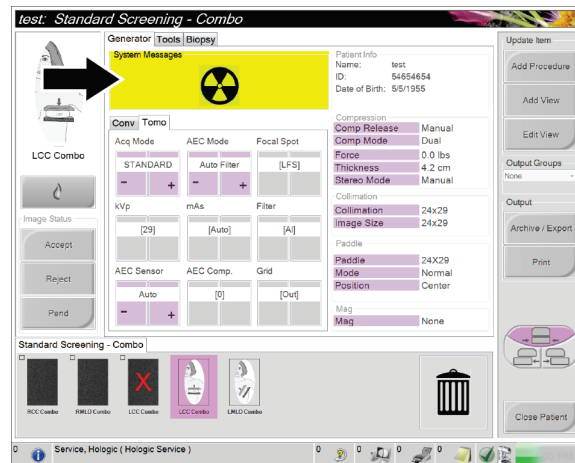 test: Standard Screening - Combo
Generator Tools Biopsy
Update Item
System Messages
Patient Info
Name: test
ID: 54654654
Date of Birth: 5/5/1955
Add Procedure
Add View
Edit View
LCC Combo
Conv Tomo
Acq Mode AEC Mode Focal Spot
STANDARD Auto Filter [LFS]
- + - +
kVp mAs Filter
[29] [Auto] [Al]
AEC Sensor AEC Comp. Grid
Auto [0] [Out]
- +
Compression
Comp Release Manual
Comp Mode Dual
Force 0.0 lbs
Thickness 4.2 cm
Stereo Mode Manual
Collimation
Collimation 24x29
Image Size 24x29
Paddle
Paddle 24X29
Mode Normal
Position Center
Mag
Mag None
Output Groups
None
Output
Archive / Export
Print
Image Status
Accept
Reject
Pend
Standard Screening - Combo
RCC Combo RMLO Combo LCC Combo LCC Combo LMLO Combo
Close Patient
0 Service, Hologic ( Hologic Service ) 0 0 0 0